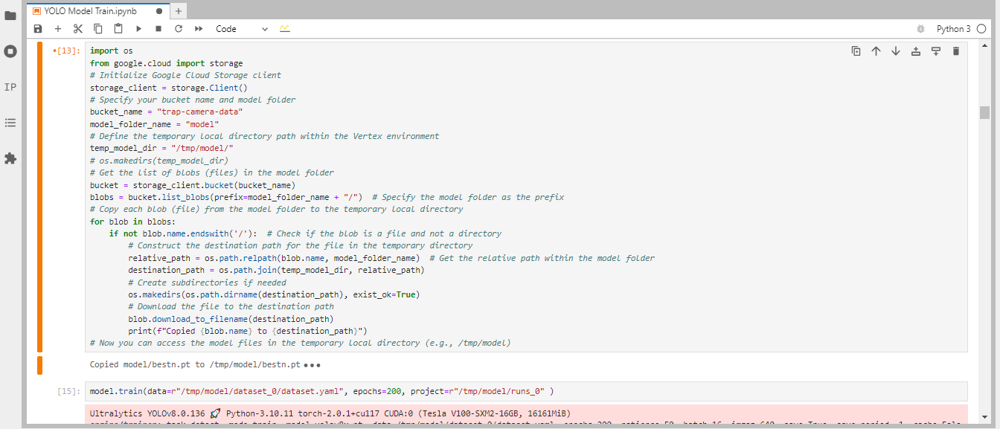 YOLO Model Train.ipynb
Code
Python 3
IP
[13]:
import os
from google.cloud import storage
# Initialize Google Cloud Storage client
storage_client = storage.Client()
# Specify your bucket name and model folder
bucket_name = "trap-camera-data"
model_folder_name = "model"
# Define the temporary local directory path within the Vertex environment
temp_model_dir = "/tmp/model/"
# os.makedirs(temp_model_dir)
# Get the list of blobs (files) in the model folder
bucket = storage_client.bucket(bucket_name)
blobs = bucket.list_blobs(prefix=model_folder_name + "/")  # Specify the model folder as the prefix
# Copy each blob (file) from the model folder to the temporary local directory
for blob in blobs:
    if not blob.name.endswith('/'):  # Check if the blob is a file and not a directory
        # Construct the destination path for the file in the temporary directory
        relative_path = os.path.relpath(blob.name, model_folder_name)  # Get the relative path within the model folder
        destination_path = os.path.join(temp_model_dir, relative_path)
        # Create subdirectories if needed
        os.makedirs(os.path.dirname(destination_path), exist_ok=True)
        # Download the file to the destination path
        blob.download_to_filename(destination_path)
        print(f"Copied {blob.name} to {destination_path}")
# Now you can access the model files in the temporary local directory (e.g., /tmp/model)
Copied model/bestn.pt to /tmp/model/bestn.pt •••
[15]:
model.train(data=r"/tmp/model/dataset_0/dataset.yaml", epochs=200, project=r"/tmp/model/runs_0" )
Ultralytics YOLOv8.0.136 🚀 Python-3.10.11 torch-2.0.1+cu117 CUDA:0 (Tesla V100-SXM2-16GB, 16161MiB)